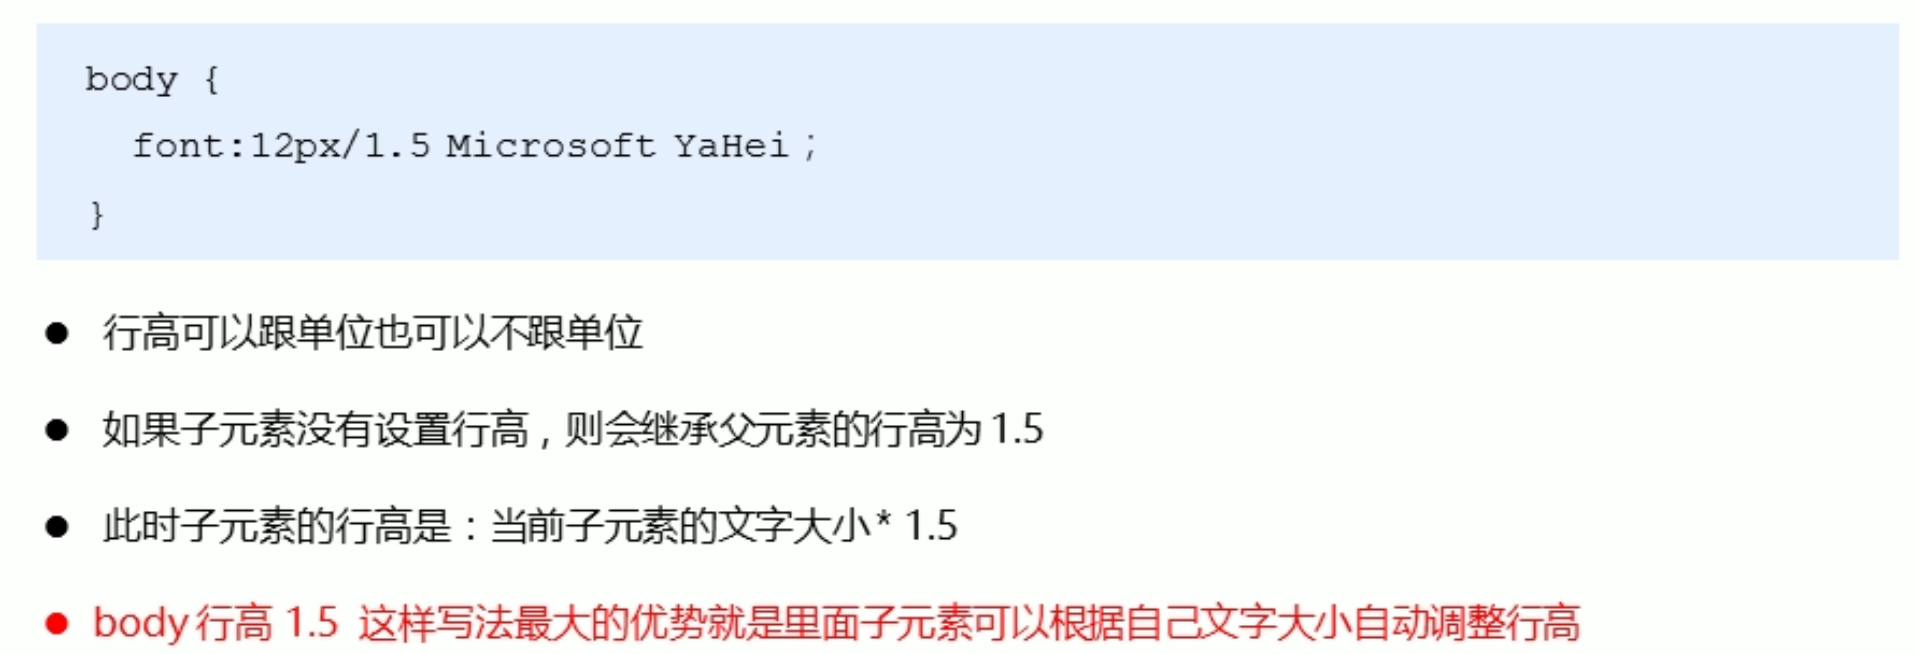 body {
font:12px/1.5 Microsoft YaHei；
}
● 行高可以跟单位也可以不跟单位
● 如果子元素没有设置行高，则会继承父元素的行高为 1.5
● 此时子元素的行高是：当前子元素的文字大小* 1.5
● body 行高 1.5 这样写法最大的优势就是里面子元素可以根据自己文字大小自动调整行高